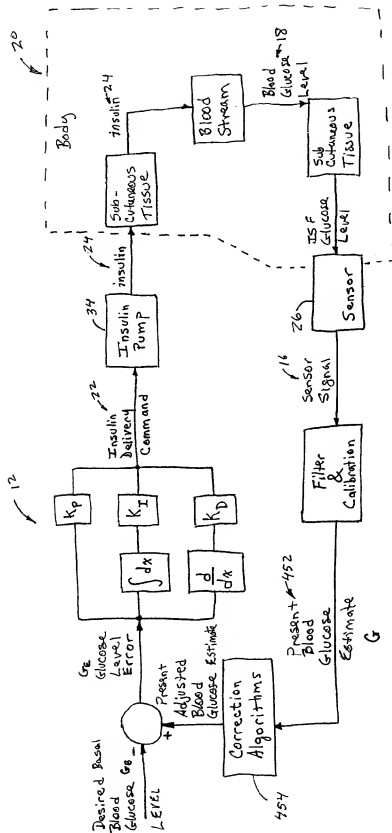 20
Body
12
Desired Basal
Blood
Glucose GB
LEVEL
-
+
GE
Glucose
Level
Error
KP
∫dx
KI
d/dx
KD
Insulin
Delivery
Command
22
34
Insulin
Pump
insulin
24
Sub-
cutaneous
Tissue
insulin
24
Blood
Stream
Blood
Glucose
Level
18
Sub
Cutaneous
Tissue
ISF
Glucose
Level
26
Sensor
16
Sensor
Signal
Filter
&
Calibration
Present
Blood
Glucose
Estimate
452
G
Correction
Algorithms
454
Present
Adjusted
Blood
Glucose Estimate